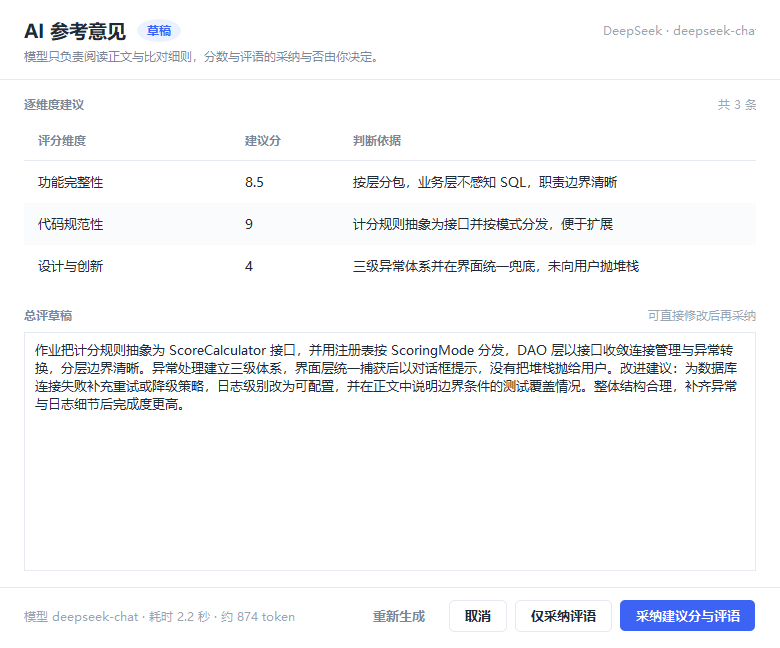 AI 参考意见 草稿 DeepSeek · deepseek-cha
模型只负责阅读正文与比对细则，分数与评语的采纳与否由你决定。
逐维度建议 共 3 条
评分维度 建议分 判断依据
功能完整性 8.5 按层分包，业务层不感知 SQL，职责边界清晰
代码规范性 9 计分规则抽象为接口并按模式分发，便于扩展
设计与创新 4 三级异常体系并在界面统一兜底，未向用户抛堆栈
总评草稿 可直接修改后再采纳
作业把计分规则抽象为 ScoreCalculator 接口，并用注册表按 ScoringMode 分发，DAO 层以接口收敛连接管理与异常转
换，分层边界清晰。异常处理建立三级体系，界面层统一捕获后以对话框提示，没有把堆栈抛给用户。改进建议：为数据库
连接失败补充重试或降级策略，日志级别改为可配置，并在正文中说明边界条件的测试覆盖情况。整体结构合理，补齐异常
与日志细节后完成度更高。
模型 deepseek-chat · 耗时 2.2 秒 · 约 874 token 重新生成 取消 仅采纳评语 采纳建议分与评语